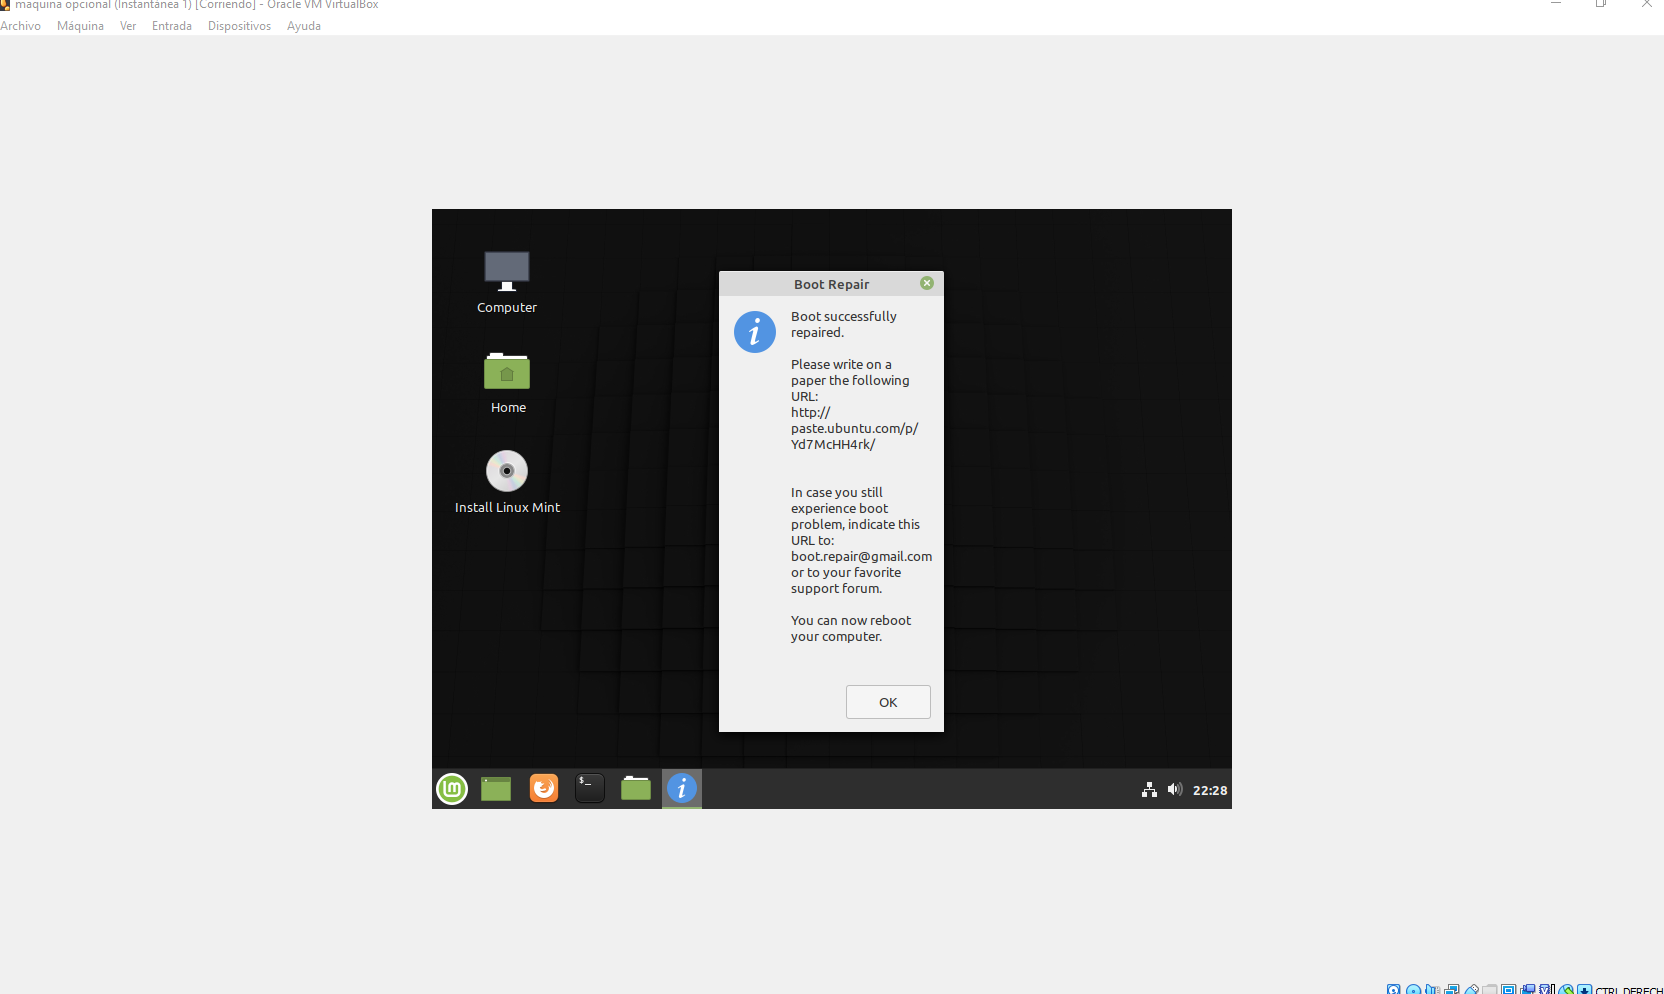 maquina opcional (Instantánea 1) [Corriendo] - Oracle VM VirtualBox
Archivo Máquina Ver Entrada Dispositivos Ayuda
Computer
Home
Install Linux Mint
Boot Repair
Boot successfully
repaired.
Please write on a
paper the following
URL:
http://
paste.ubuntu.com/p/
Yd7McHH4rk/
In case you still
experience boot
problem, indicate this
URL to:
boot.repair@gmail.com
or to your favorite
support forum.
You can now reboot
your computer.
OK
$_
22:28
CTRL DERECH